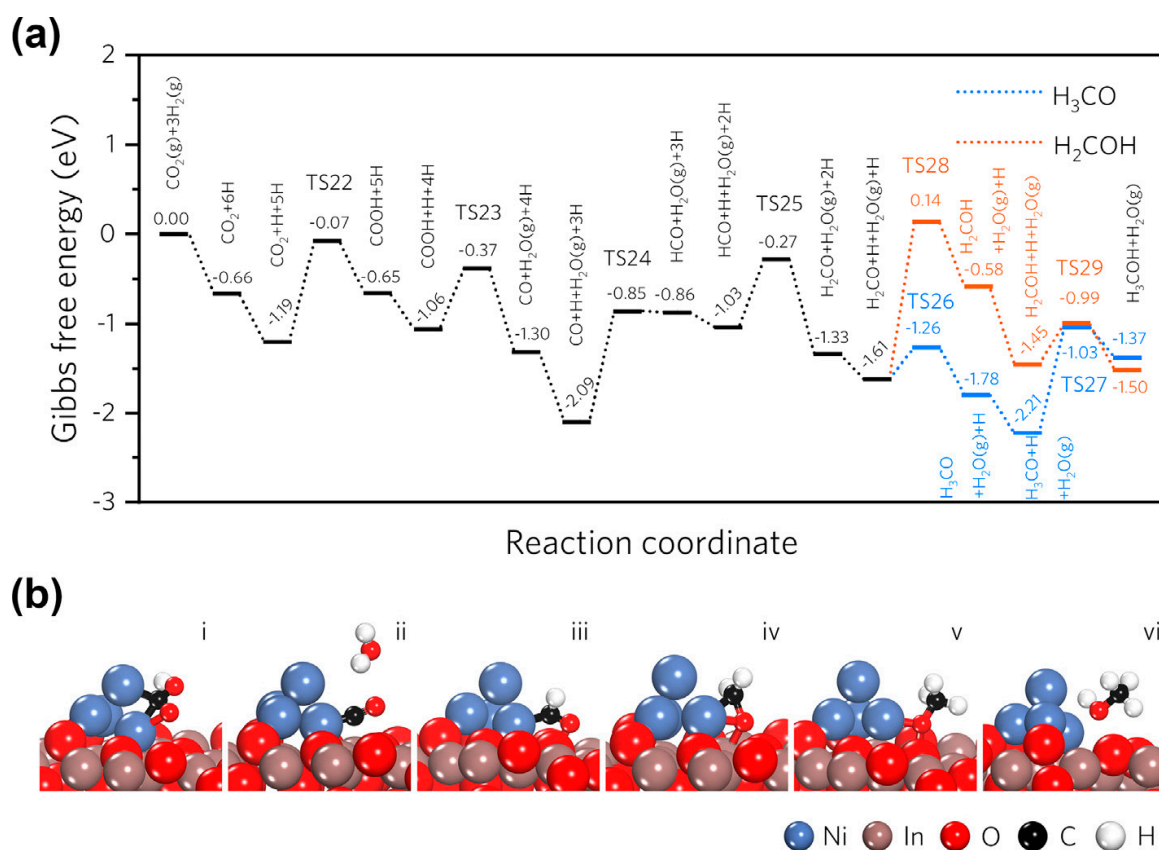 (a)
Gibbs free energy (eV)
2
1
0
-1
-2
-3
CO₂(g)+3H₂(g)
0.00
CO₂+6H
-0.66
CO₂+H+5H
-1.19
TS22
-0.07
COOH+5H
-0.65
COOH+H+4H
-1.06
TS23
-0.37
CO+H₂O(g)+4H
-1.30
CO+H+H₂O(g)+3H
-2.09
TS24
-0.85
HCO+H₂O(g)+3H
-0.86
HCO+H+H₂O(g)+2H
-1.03
TS25
-0.27
H₂CO+H₂O(g)+2H
-1.33
H₂CO+H+H₂O(g)+H
-1.61
H₃CO
H₂COH
TS28
0.14
H₂COH
+H₂O(g)+H
-0.58
H₂COH+H+H₂O(g)
-1.45
TS29
-0.99
H₃COH+H₂O(g)
-1.37
TS26
-1.26
-1.78
H₃CO
+H₂O(g)+H
-2.21
H₃CO+H
+H₂O(g)
-1.03
TS27
-1.50
Reaction coordinate
(b)
i
ii
iii
iv
v
vi
Ni In O C H